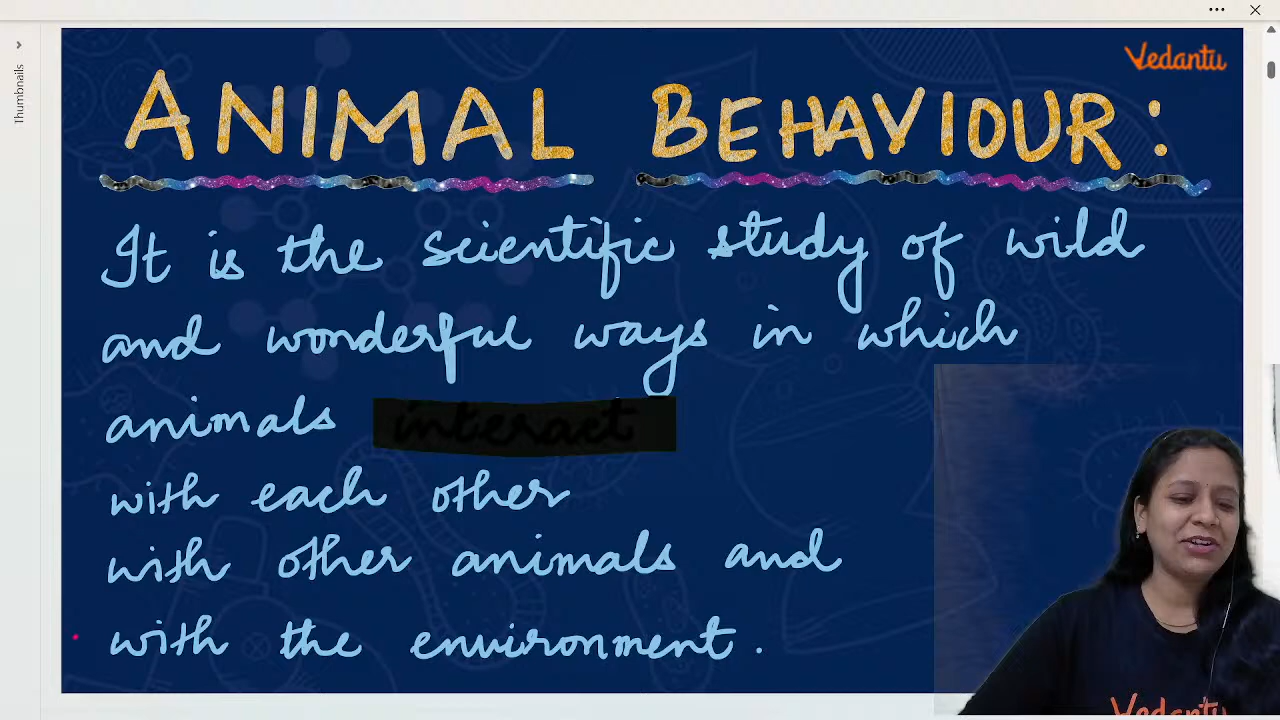 Thumbnails
Vedantu
ANIMAL BEHAVIOUR:
It is the scientific study of wild
and wonderful ways in which
animals interact
with each other
with other animals and
with the environment.
Vedantu